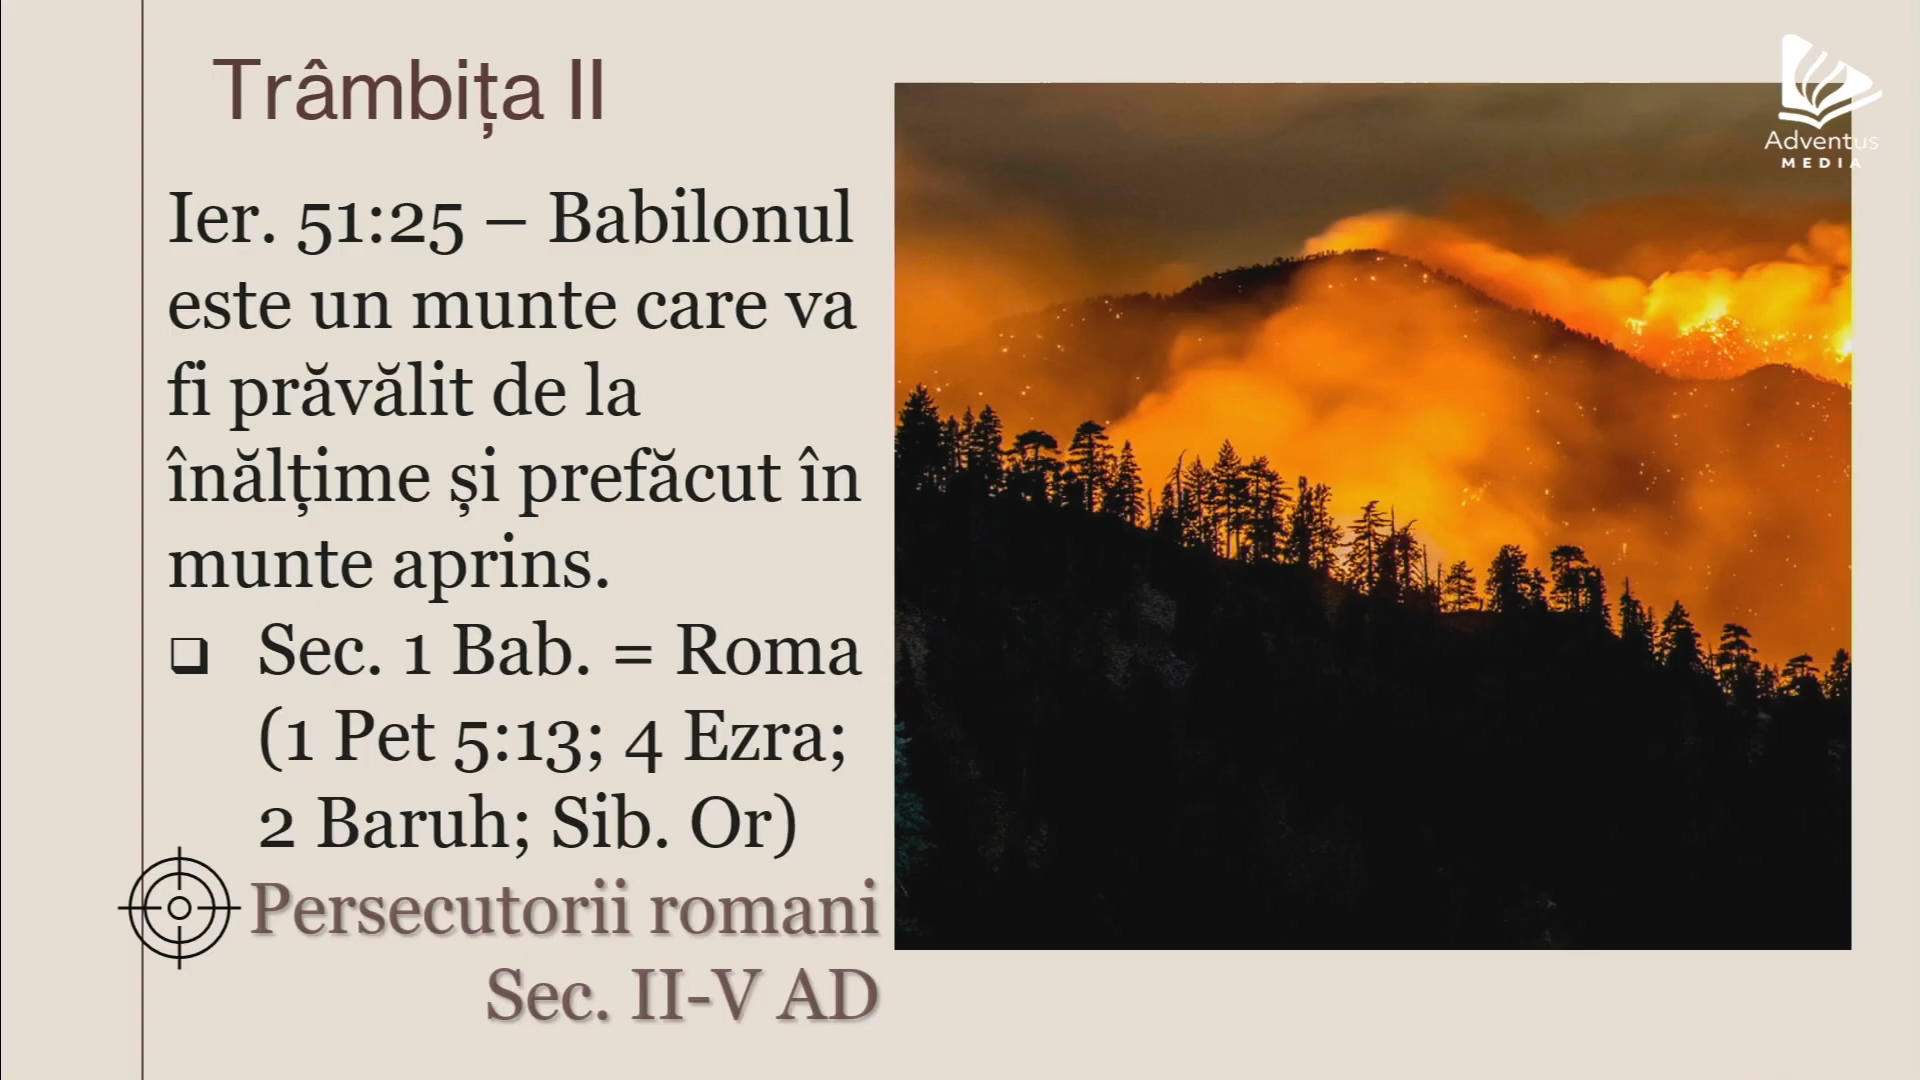 Trâmbița II
Ier. 51:25 – Babilonul
este un munte care va
fi prăvălit de la
înălțime și prefăcut în
munte aprins.
Sec. 1 Bab. = Roma
(1 Pet 5:13; 4 Ezra;
2 Baruh; Sib. Or)
Persecutorii romani
Sec. II-V AD
Adventus
MEDIA